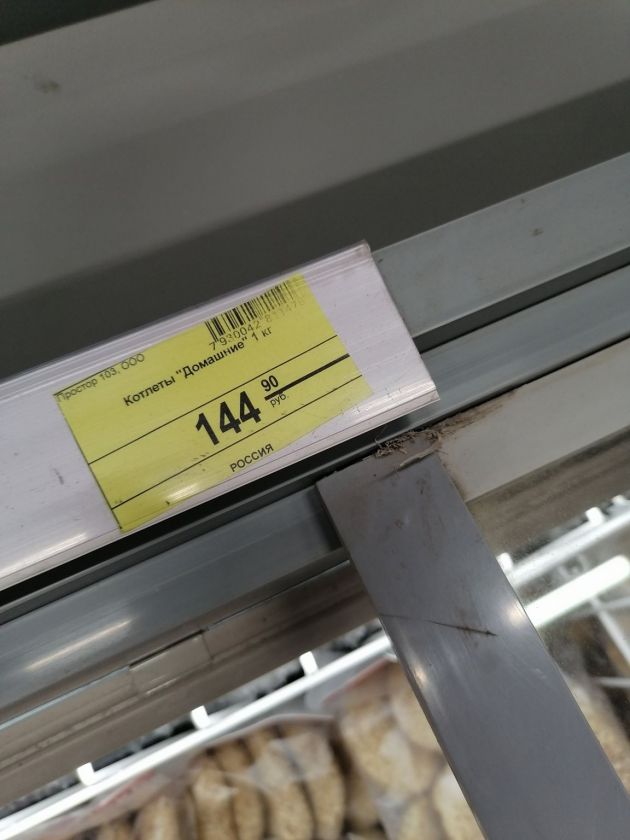 Простор 103, ООО
Котлеты "Домашние" 1 кг
144 90
руб.
РОССИЯ